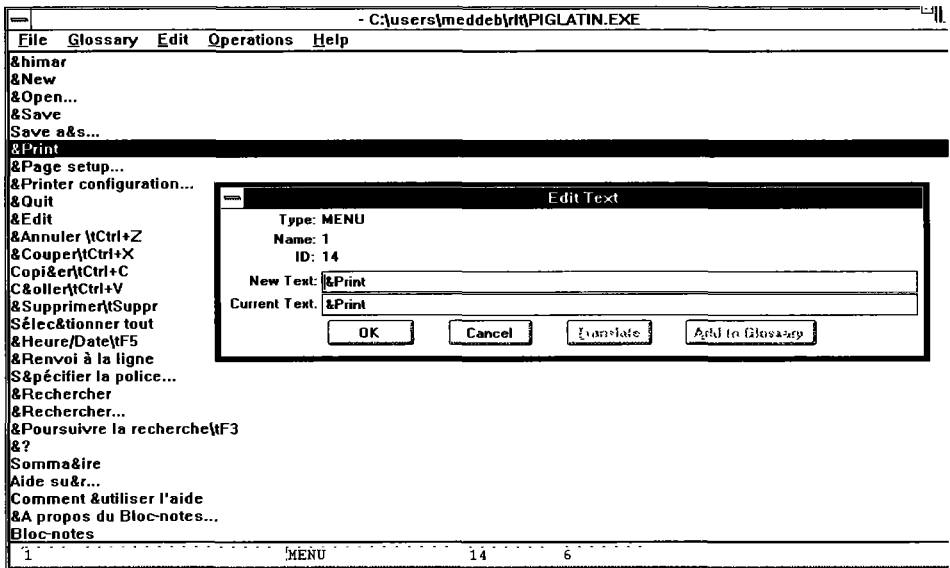 - C:\users\meddeb\rlt\PIGLATIN.EXE
File Glossary Edit Operations Help
&himar
&New
&Open...
&Save
Save a&s...
&Print
&Page setup...
&Printer configuration...
&Quit
&Edit
&Annuler \tCtrl+Z
&Couper\tCtrl+X
Copi&er\tCtrl+C
C&oller\tCtrl+V
&Supprimer\tSuppr
Sélec&tionner tout
&Heure/Date\tF5
&Renvoi à la ligne
S&pécifier la police...
&Rechercher
&Rechercher...
&Poursuivre la recherche\tF3
&?
Somma&ire
Aide su&r...
Comment &utiliser l'aide
&A propos du Bloc-notes...
Bloc-notes
1 MENU 14 6
Edit Text
Type: MENU
Name: 1
ID: 14
New Text: &Print
Current Text. &Print
OK Cancel Translate Add to Glossary